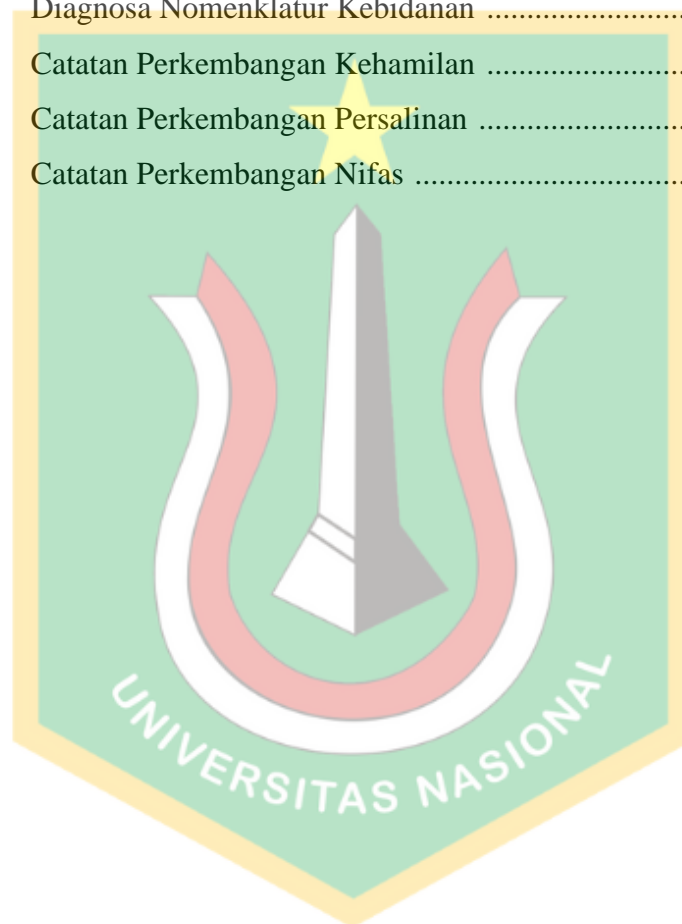 Diagnosa Nomenklatur Kebidanan ........................
Catatan Perkembangan Kehamilan ........................
Catatan Perkembangan Persalinan .........................
Catatan Perkembangan Nifas .................................
UNIVERSITAS NASIONAL